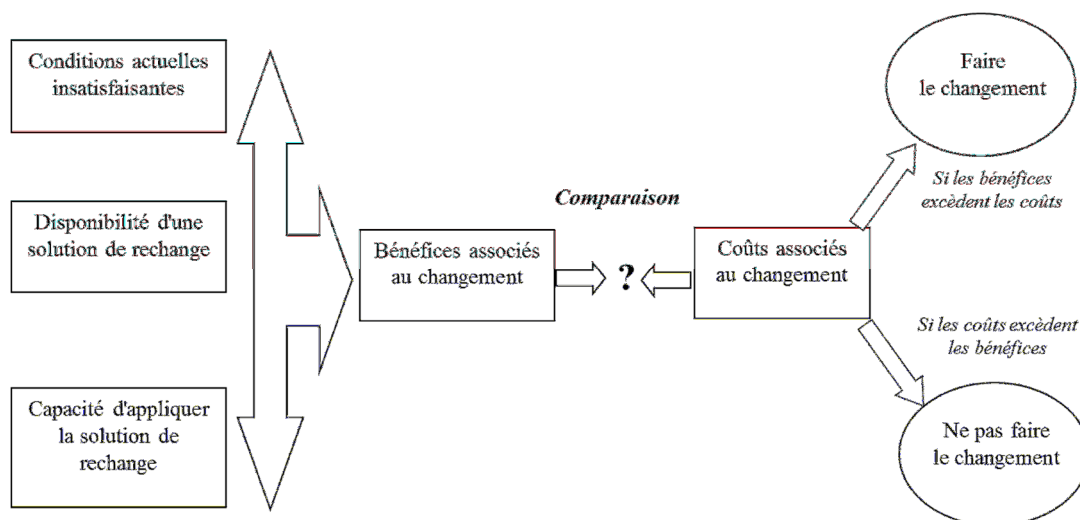 Conditions actuelles
insatisfaisantes
Disponibilité d'une
solution de rechange
Capacité d'appliquer
la solution de
rechange
Bénéfices associés
au changement
Comparaison
?
Coûts associés
au changement
Faire
le changement
Si les bénéfices
excèdent les coûts
Si les coûts excèdent
les bénéfices
Ne pas faire
le changement